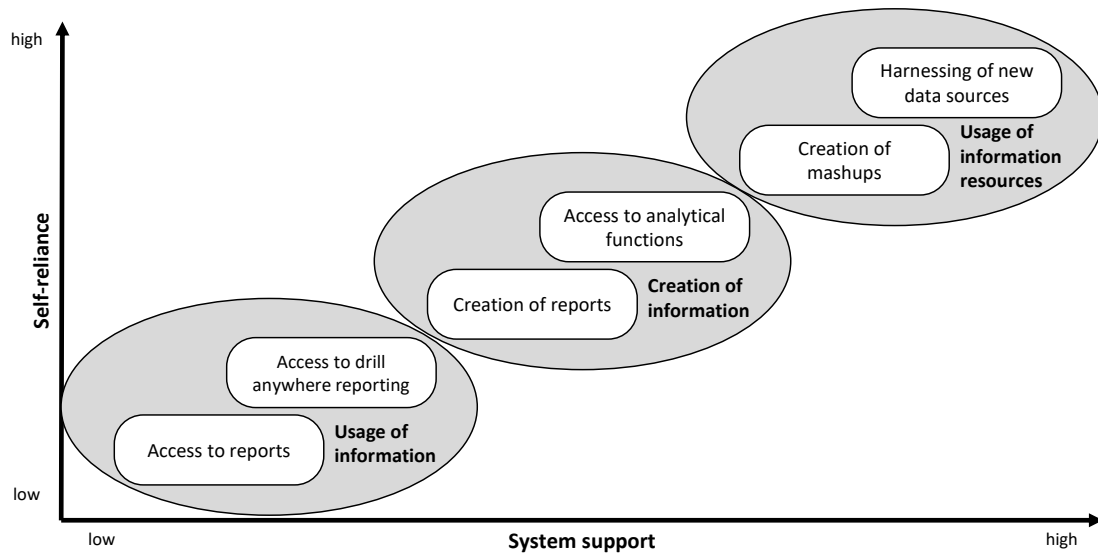 high
Harnessing of new
data sources
Creation of
mashups
Usage of
information
resources
Access to analytical
functions
Creation of reports
Creation of
information
Self-reliance
Access to drill
anywhere reporting
Access to reports
Usage of
information
low
low
System support
high